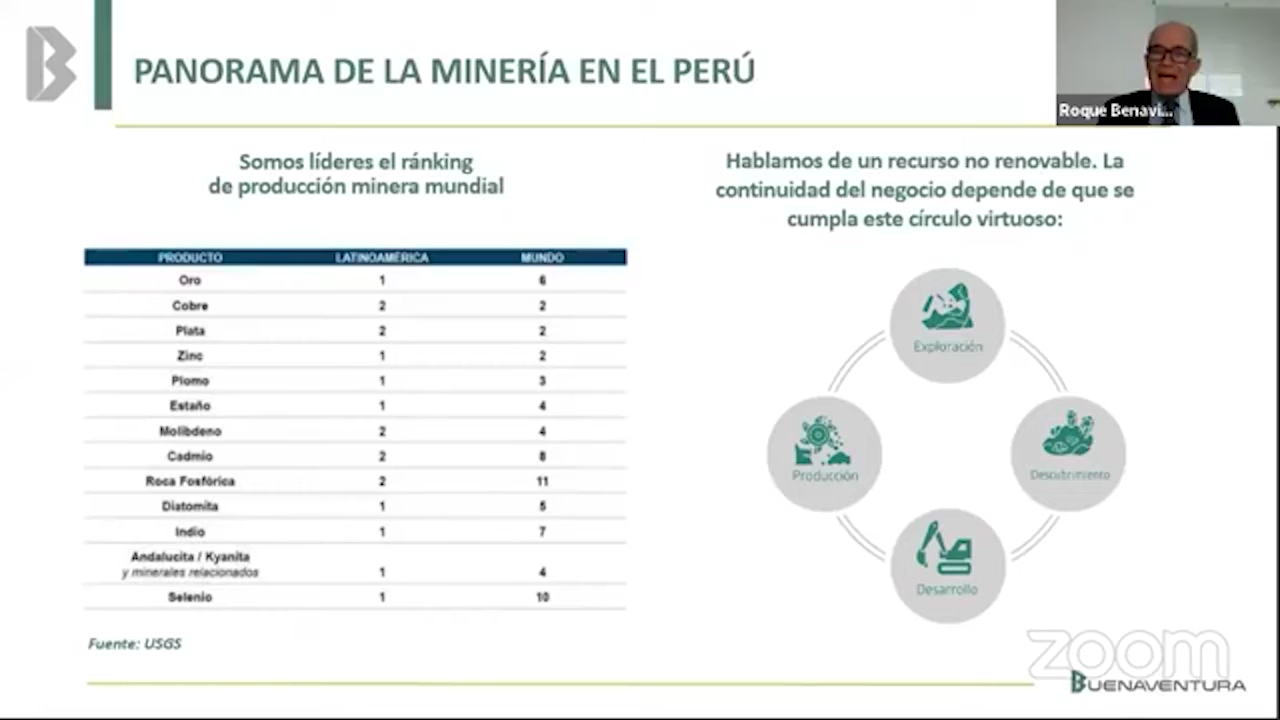 PANORAMA DE LA MINERÍA EN EL PERÚ
Roque Benavi...
Somos líderes el ránking
de producción minera mundial
PRODUCTO LATINOAMÉRICA MUNDO
Oro 1 6
Cobre 2 2
Plata 2 2
Zinc 1 2
Plomo 1 3
Estaño 1 4
Molibdeno 2 4
Cadmio 2 8
Roca Fosfórica 2 11
Diatomita 1 5
Indio 1 7
Andalucita / Kyanita
y minerales relacionados 1 4
Selenio 1 10
Fuente: USGS
Hablamos de un recurso no renovable. La
continuidad del negocio depende de que se
cumpla este círculo virtuoso:
Exploración
Producción
Descubrimiento
Desarrollo
zoom
BUENAVENTURA